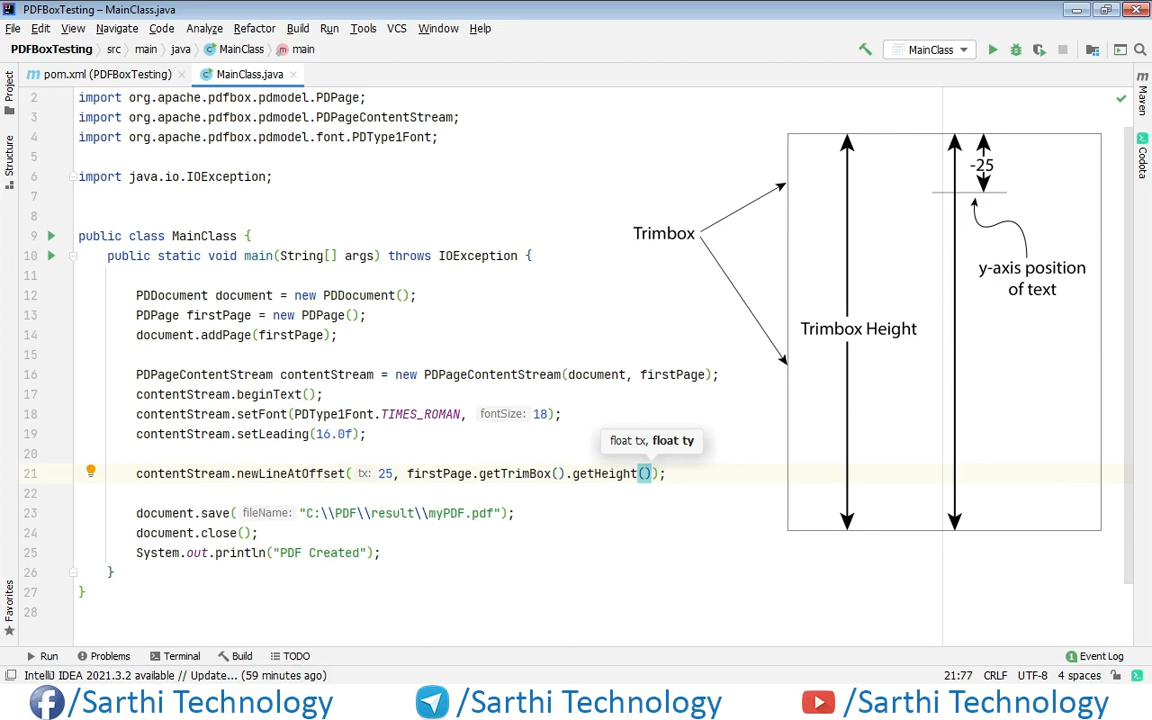 PDFBoxTesting – MainClass.java
File Edit View Navigate Code Analyze Refactor Build Run Tools VCS Window Help
PDFBoxTesting src main java MainClass main MainClass
pom.xml (PDFBoxTesting) MainClass.java
Project
Structure
Favorites
Maven
Codota
2 import org.apache.pdfbox.pdmodel.PDPage;
3 import org.apache.pdfbox.pdmodel.PDPageContentStream;
4 import org.apache.pdfbox.pdmodel.font.PDType1Font;
5
6 import java.io.IOException;
7
8
9 public class MainClass {
10 public static void main(String[] args) throws IOException {
11
12 PDDocument document = new PDDocument();
13 PDPage firstPage = new PDPage();
14 document.addPage(firstPage);
15
16 PDPageContentStream contentStream = new PDPageContentStream(document, firstPage);
17 contentStream.beginText();
18 contentStream.setFont(PDType1Font.TIMES_ROMAN, fontSize: 18);
19 contentStream.setLeading(16.0f);
20
float tx, float ty
21 contentStream.newLineAtOffset( tx: 25, firstPage.getTrimBox().getHeight());
22
23 document.save( fileName: "C:\\PDF\\result\\myPDF.pdf");
24 document.close();
25 System.out.println("PDF Created");
26 }
27 }
28
Trimbox
Trimbox Height
-25
y-axis position
of text
Run Problems Terminal Build TODO 1 Event Log
IntelliJ IDEA 2021.3.2 available // Update... (59 minutes ago) 21:77 CRLF UTF-8 4 spaces
/Sarthi Technology /Sarthi Technology /Sarthi Technology